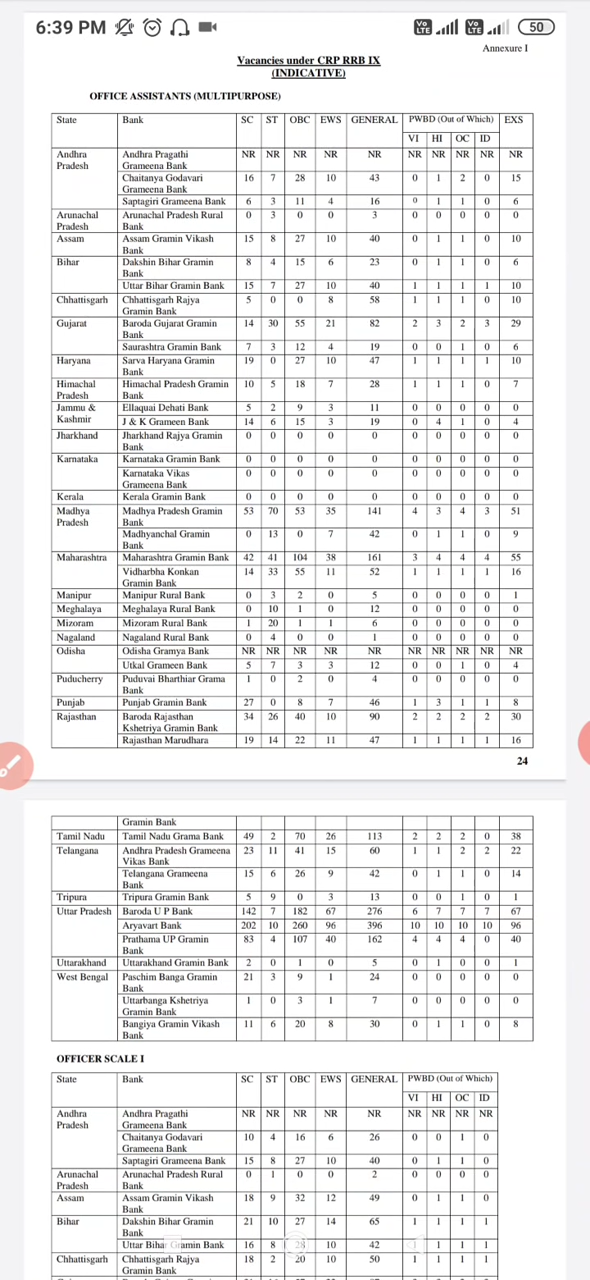 6:39 PM
Vo LTE Vo LTE 50
Annexure I
Vacancies under CRP RRB IX
(INDICATIVE)
OFFICE ASSISTANTS (MULTIPURPOSE)
State Bank SC ST OBC EWS GENERAL PWBD (Out of Which) EXS
VI HI OC ID
Andhra Pradesh Andhra Pragathi Grameena Bank NR NR NR NR NR NR NR NR NR NR
Chaitanya Godavari Grameena Bank 16 7 28 10 43 0 1 2 0 15
Saptagiri Grameena Bank 6 3 11 4 16 0 1 1 0 6
Arunachal Pradesh Arunachal Pradesh Rural Bank 0 3 0 0 3 0 0 0 0 0
Assam Assam Gramin Vikash Bank 15 8 27 10 40 0 1 1 0 10
Bihar Dakshin Bihar Gramin Bank 8 4 15 6 23 0 1 1 0 6
Uttar Bihar Gramin Bank 15 7 27 10 40 1 1 1 1 10
Chhattisgarh Chhattisgarh Rajya Gramin Bank 5 0 0 8 58 1 1 1 0 10
Gujarat Baroda Gujarat Gramin Bank 14 30 55 21 82 2 3 2 3 29
Saurashtra Gramin Bank 7 3 12 4 19 0 0 1 0 6
Haryana Sarva Haryana Gramin Bank 19 0 27 10 47 1 1 1 1 10
Himachal Pradesh Himachal Pradesh Gramin Bank 10 5 18 7 28 1 1 1 0 7
Jammu & Kashmir Ellaquai Dehati Bank 5 2 9 3 11 0 0 0 0 0
J & K Grameen Bank 14 6 15 3 19 0 4 1 0 4
Jharkhand Jharkhand Rajya Gramin Bank 0 0 0 0 0 0 0 0 0 0
Karnataka Karnataka Gramin Bank 0 0 0 0 0 0 0 0 0 0
Karnataka Vikas Grameena Bank 0 0 0 0 0 0 0 0 0 0
Kerala Kerala Gramin Bank 0 0 0 0 0 0 0 0 0 0
Madhya Pradesh Madhya Pradesh Gramin Bank 53 70 53 35 141 4 3 4 3 51
Madhyanchal Gramin Bank 0 13 0 7 42 0 1 1 0 9
Maharashtra Maharashtra Gramin Bank 42 41 104 38 161 3 4 4 4 55
Vidharbha Konkan Gramin Bank 14 33 55 11 52 1 1 1 1 16
Manipur Manipur Rural Bank 0 3 2 0 5 0 0 0 0 1
Meghalaya Meghalaya Rural Bank 0 10 1 0 12 0 0 0 0 0
Mizoram Mizoram Rural Bank 1 20 1 1 6 0 0 0 0 0
Nagaland Nagaland Rural Bank 0 4 0 0 1 0 0 0 0 0
Odisha Odisha Gramya Bank NR NR NR NR NR NR NR NR NR NR
Utkal Grameen Bank 5 7 3 3 12 0 0 1 0 4
Puducherry Puduvai Bharthiar Grama Bank 1 0 2 0 4 0 0 0 0 0
Punjab Punjab Gramin Bank 27 0 8 7 46 1 3 1 1 8
Rajasthan Baroda Rajasthan Kshetriya Gramin Bank 34 26 40 10 90 2 2 2 2 30
Rajasthan Marudhara 19 14 22 11 47 1 1 1 1 16
24
Gramin Bank
Tamil Nadu Tamil Nadu Grama Bank 49 2 70 26 113 2 2 2 0 38
Telangana Andhra Pradesh Grameena Vikas Bank 23 11 41 15 60 1 1 2 2 22
Telangana Grameena Bank 15 6 26 9 42 0 1 1 0 14
Tripura Tripura Gramin Bank 5 9 0 3 13 0 0 1 0 1
Uttar Pradesh Baroda U P Bank 142 7 182 67 276 6 7 7 7 67
Aryavart Bank 202 10 260 96 396 10 10 10 10 96
Prathama UP Gramin Bank 83 4 107 40 162 4 4 4 0 40
Uttarakhand Uttarakhand Gramin Bank 2 0 1 0 5 0 1 0 0 1
West Bengal Paschim Banga Gramin Bank 21 3 9 1 24 0 0 0 0 0
Uttarbanga Kshetriya Gramin Bank 1 0 3 1 7 0 0 0 0 0
Bangiya Gramin Vikash Bank 11 6 20 8 30 0 1 1 0 8
OFFICER SCALE I
State Bank SC ST OBC EWS GENERAL PWBD (Out of Which)
VI HI OC ID
Andhra Pradesh Andhra Pragathi Grameena Bank NR NR NR NR NR NR NR NR NR
Chaitanya Godavari Grameena Bank 10 4 16 6 26 0 0 1 0
Saptagiri Grameena Bank 15 8 27 10 40 0 1 1 0
Arunachal Pradesh Arunachal Pradesh Rural Bank 0 1 0 0 2 0 0 0 0
Assam Assam Gramin Vikash Bank 18 9 32 12 49 0 1 1 0
Bihar Dakshin Bihar Gramin Bank 21 10 27 14 65 1 1 1 1
Uttar Bihar Gramin Bank 16 8 28 10 42 1 1 1
Chhattisgarh Chhattisgarh Rajya Gramin Bank 18 2 20 10 50 1 1 1 1